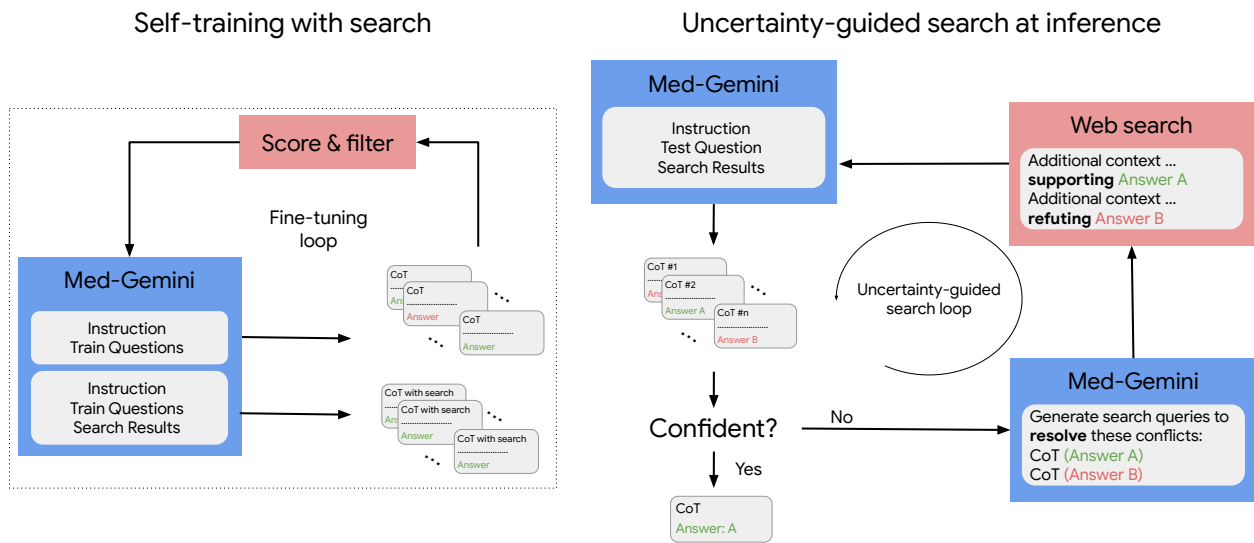 Self-training with search
Score & filter
Fine-tuning
loop
Med-Gemini
Instruction
Train Questions
Instruction
Train Questions
Search Results
CoT
Ans
CoT
Answer
CoT
Answer
CoT with search
Ans
CoT with search
Answer
CoT with search
Answer
Uncertainty-guided search at inference
Med-Gemini
Instruction
Test Question
Search Results
CoT #1
Ans
CoT #2
Answer A
CoT #n
Answer B
Confident?
No
Yes
CoT
Answer: A
Uncertainty-guided
search loop
Web search
Additional context ...
supporting Answer A
Additional context ...
refuting Answer B
Med-Gemini
Generate search queries to
resolve these conflicts:
CoT (Answer A)
CoT (Answer B)